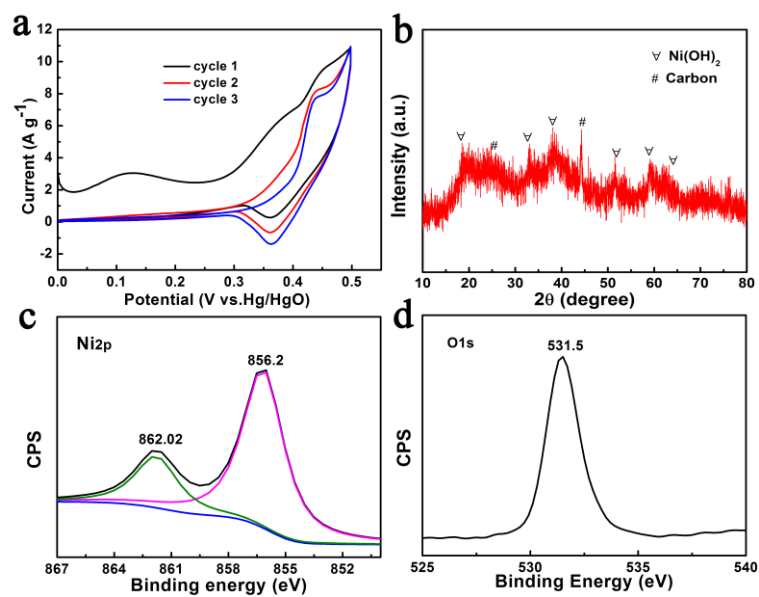 a
12
10
8
6
4
2
0
-2
Current (A g-1)
cycle 1
cycle 2
cycle 3
0.0 0.1 0.2 0.3 0.4 0.5
Potential (V vs.Hg/HgO)
b
∀ Ni(OH)2
# Carbon
∀ # ∀ ∀ # ∀ ∀ ∀
Intensity (a.u.)
10 20 30 40 50 60 70 80
2θ (degree)
c
Ni2p
856.2
862.02
CPS
867 864 861 858 855 852
Binding energy (eV)
d
O1s
531.5
CPS
525 530 535 540
Binding Energy (eV)